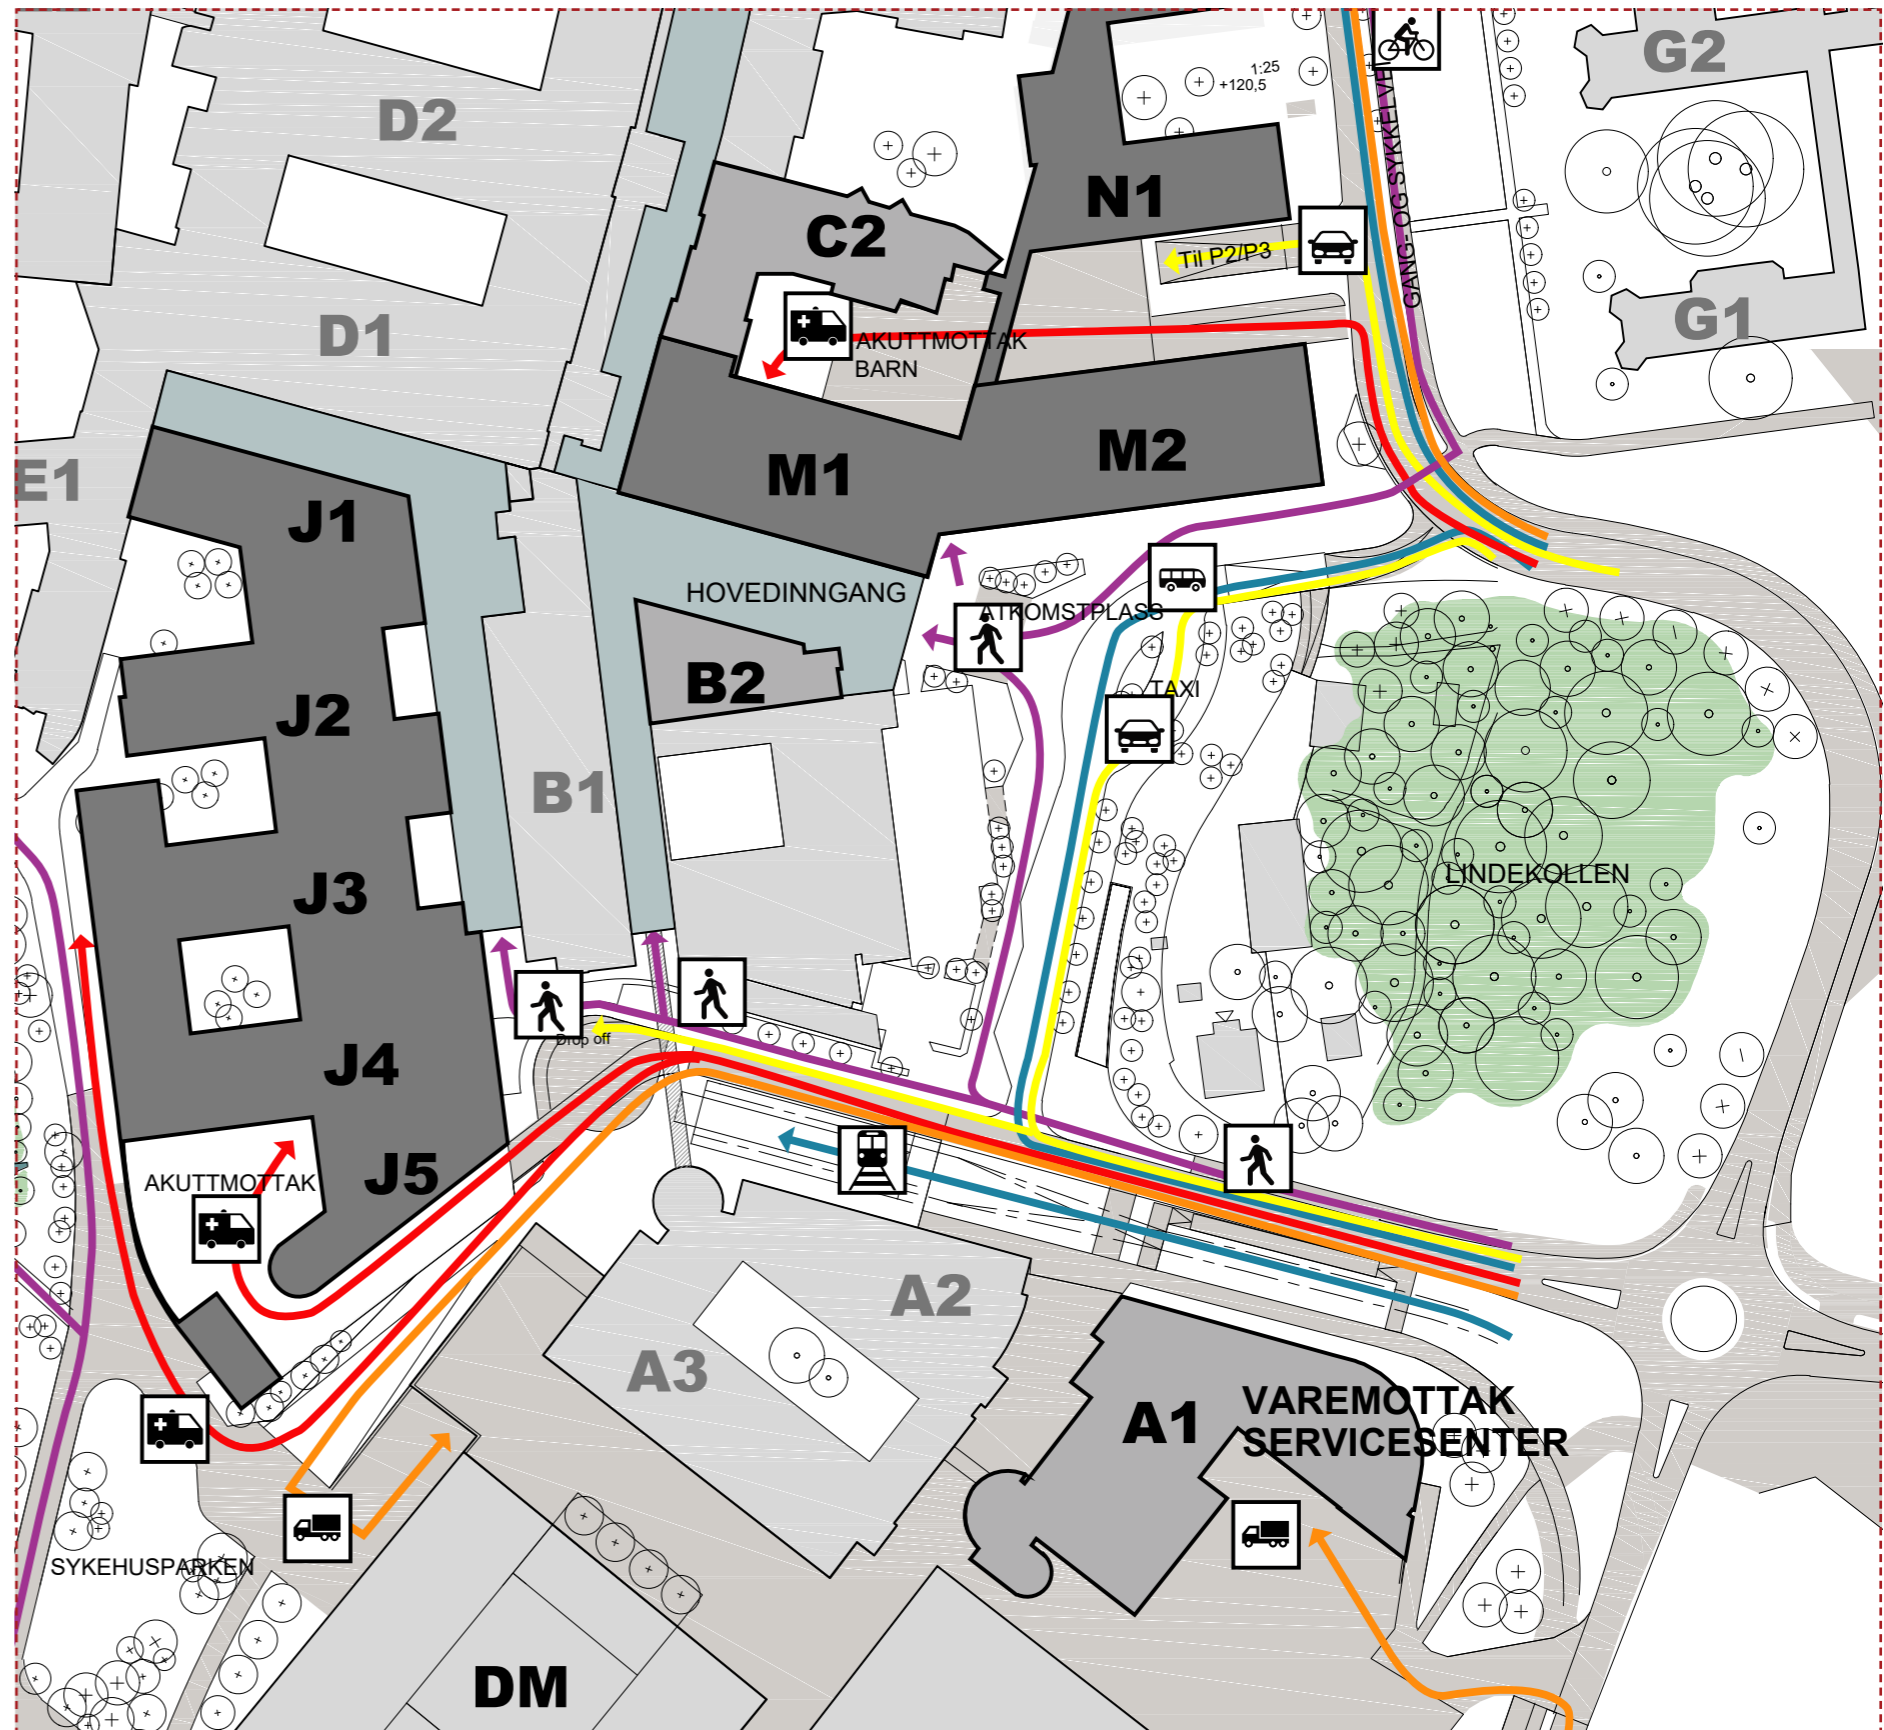 G2
1:25
+120,5
D2
GANG- OG SYKKELVEI
N1
C2
Til P2/P3
G1
D1
AKUTTMOTTAK
BARN
M2
M1
E1
J1
HOVEDINNGANG
ATKOMSTPLASS
B2
TAXI
J2
B1
J3
LINDEKOLLEN
Drop off
J4
J5
AKUTTMOTTAK
A2
A3
A1
VAREMOTTAK
SERVICESENTER
SYKEHUSPARKEN
DM